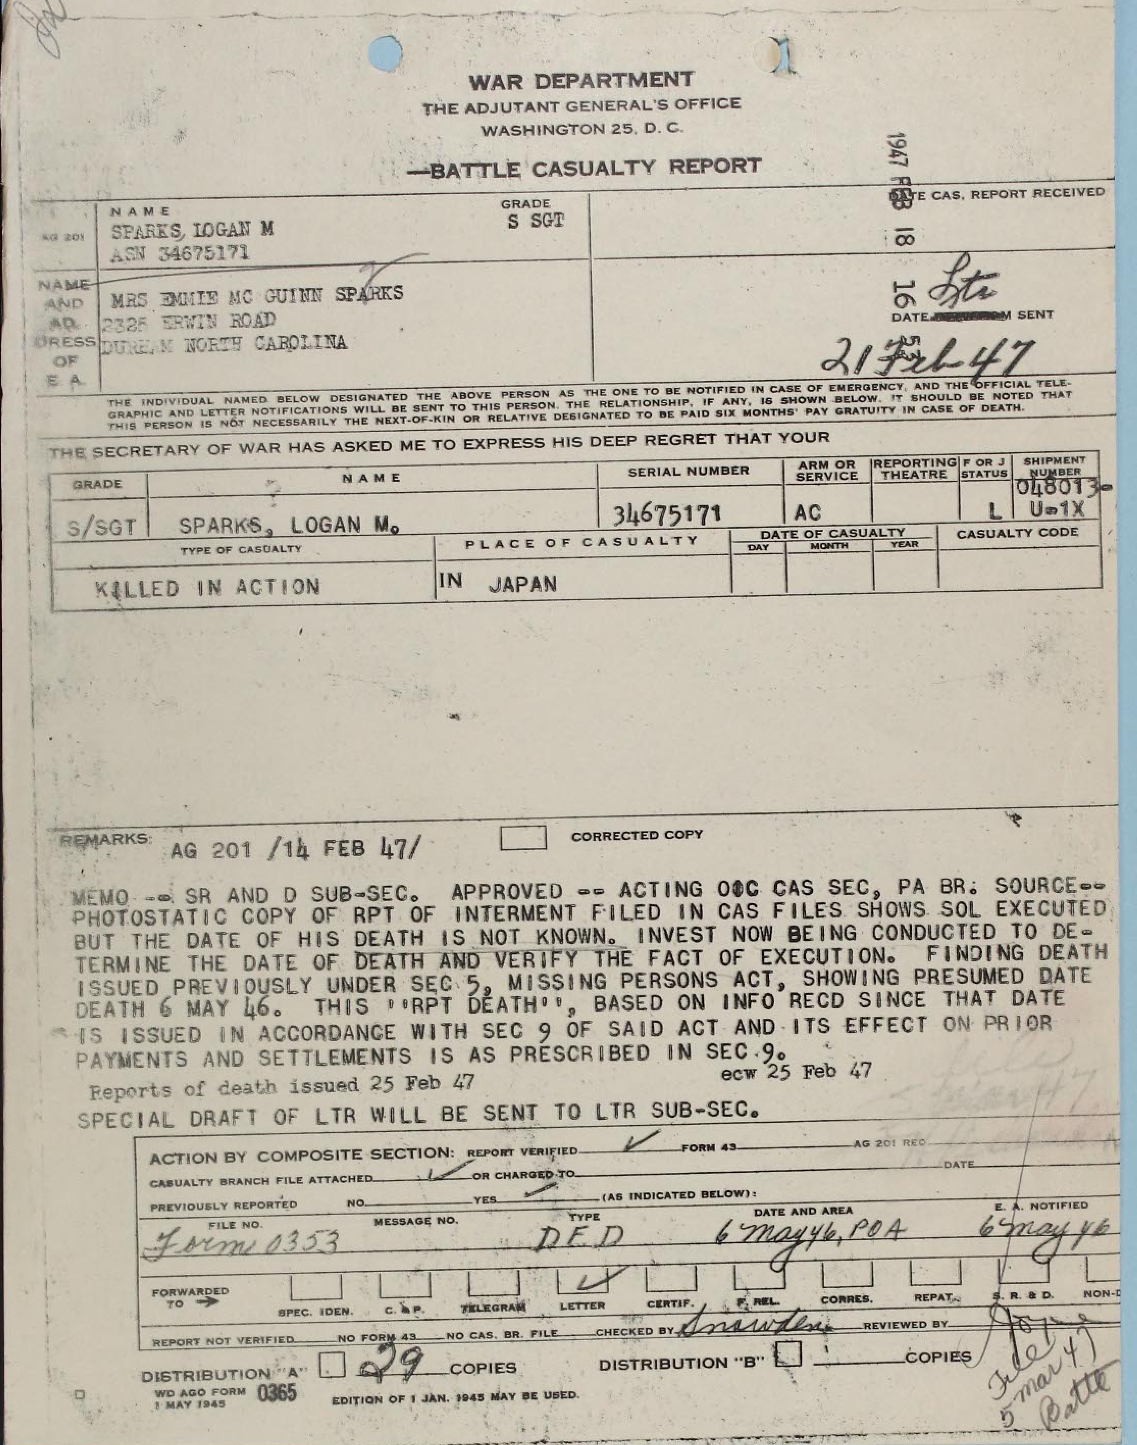 WAR DEPARTMENT
THE ADJUTANT GENERAL'S OFFICE
WASHINGTON 25, D. C.
BATTLE CASUALTY REPORT
1947 FEB 18 16 53
DATE CAS. REPORT RECEIVED
NAME
GRADE
AG 201
SPARKS, LOGAN M
S SGT
ASN 34675171
NAME AND AD DRESS OF E A
MRS EMMIE MC GUINN SPARKS
2325 ERWIN ROAD
DURHAM NORTH CAROLINA
Ltr
DATE M SENT
21 Feb 47
THE INDIVIDUAL NAMED BELOW DESIGNATED THE ABOVE PERSON AS THE ONE TO BE NOTIFIED IN CASE OF EMERGENCY, AND THE OFFICIAL TELE-
GRAPHIC AND LETTER NOTIFICATIONS WILL BE SENT TO THIS PERSON. THE RELATIONSHIP, IF ANY, IS SHOWN BELOW. IT SHOULD BE NOTED THAT
THIS PERSON IS NOT NECESSARILY THE NEXT-OF-KIN OR RELATIVE DESIGNATED TO BE PAID SIX MONTHS' PAY GRATUITY IN CASE OF DEATH.
THE SECRETARY OF WAR HAS ASKED ME TO EXPRESS HIS DEEP REGRET THAT YOUR
GRADE NAME SERIAL NUMBER ARM OR SERVICE REPORTING THEATRE F OR J STATUS SHIPMENT NUMBER
048013-
S/SGT SPARKS, LOGAN M. 34675171 AC L U-1X
TYPE OF CASUALTY PLACE OF CASUALTY DATE OF CASUALTY CASUALTY CODE
DAY MONTH YEAR
KILLED IN ACTION IN JAPAN
REMARKS: AG 201 /14 FEB 47/ CORRECTED COPY
MEMO -- SR AND D SUB-SEC. APPROVED -- ACTING OIC CAS SEC, PA BR. SOURCE--
PHOTOSTATIC COPY OF RPT OF INTERMENT FILED IN CAS FILES SHOWS SOL EXECUTED
BUT THE DATE OF HIS DEATH IS NOT KNOWN. INVEST NOW BEING CONDUCTED TO DE-
TERMINE THE DATE OF DEATH AND VERIFY THE FACT OF EXECUTION. FINDING DEATH
ISSUED PREVIOUSLY UNDER SEC 5, MISSING PERSONS ACT, SHOWING PRESUMED DATE
DEATH 6 MAY 46. THIS ''RPT DEATH'', BASED ON INFO RECD SINCE THAT DATE
IS ISSUED IN ACCORDANCE WITH SEC 9 OF SAID ACT AND ITS EFFECT ON PRIOR
PAYMENTS AND SETTLEMENTS IS AS PRESCRIBED IN SEC 9.
Reports of death issued 25 Feb 47 ecw 25 Feb 47
SPECIAL DRAFT OF LTR WILL BE SENT TO LTR SUB-SEC.
ACTION BY COMPOSITE SECTION: REPORT VERIFIED FORM 43 AG 201 REQ
CASUALTY BRANCH FILE ATTACHED OR CHARGED TO DATE
PREVIOUSLY REPORTED NO YES (AS INDICATED BELOW):
FILE NO. MESSAGE NO. TYPE DATE AND AREA E. A. NOTIFIED
Form 0353 DED 6 May 46, POA 6 May 46
FORWARDED TO SPEC. IDEN. C. & P. TELEGRAM LETTER CERTIF. F. REL. CORRES. REPAT. S. R. & D. NON-D
REPORT NOT VERIFIED NO FORM 43 NO CAS. BR. FILE CHECKED BY Snowden REVIEWED BY
DISTRIBUTION "A" 29 COPIES DISTRIBUTION "B" COPIES
WD AGO FORM 0365
1 MAY 1945
EDITION OF 1 JAN. 1945 MAY BE USED.
File
5 Mar 47